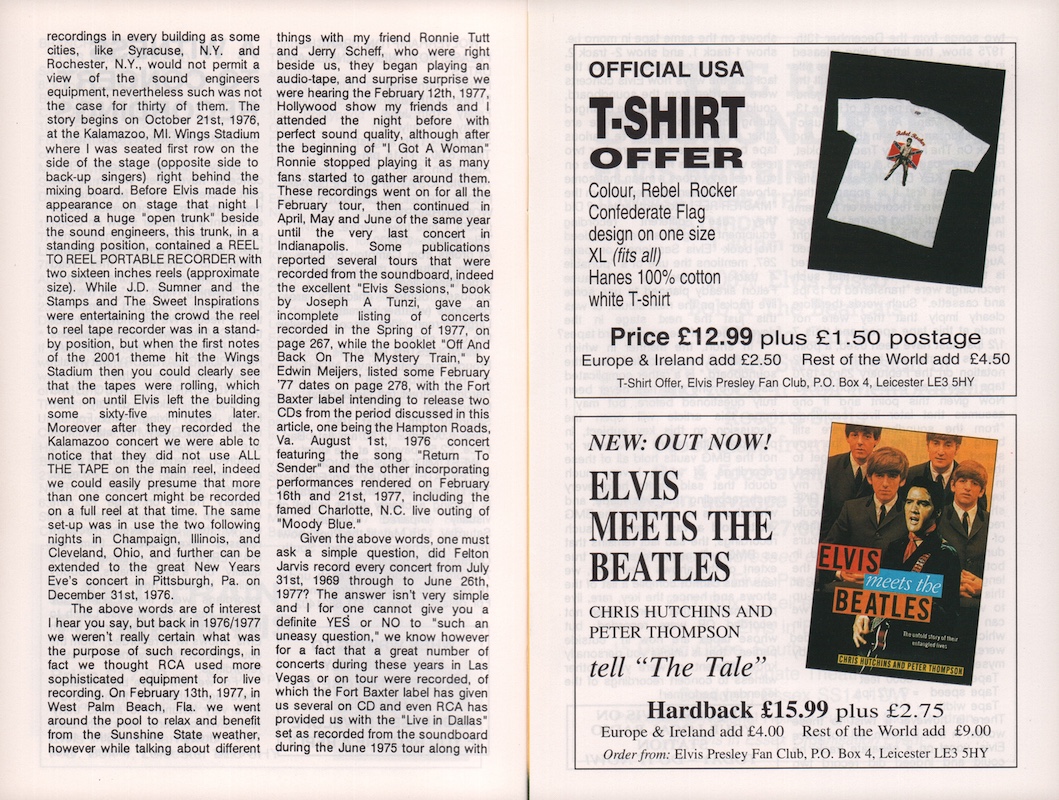 recordings in every building as some
cities, like Syracuse, N.Y. and
Rochester, N.Y., would not permit a
view of the sound engineers
equipment, nevertheless such was not
the case for thirty of them. The
story begins on October 21st, 1976,
at the Kalamazoo, MI. Wings Stadium
where I was seated first row on the
side of the stage (opposite side to
back-up singers) right behind the
mixing board. Before Elvis made his
appearance on stage that night I
noticed a huge "open trunk" beside
the sound engineers, this trunk, in a
standing position, contained a REEL
TO REEL PORTABLE RECORDER with
two sixteen inches reels (approximate
size). While J.D. Sumner and the
Stamps and The Sweet Inspirations
were entertaining the crowd the reel
to reel tape recorder was in a stand-
by position, but when the first notes
of the 2001 theme hit the Wings
Stadium then you could clearly see
that the tapes were rolling, which
went on until Elvis left the building
some sixty-five minutes later.
Moreover after they recorded the
Kalamazoo concert we were able to
notice that they did not use ALL
THE TAPE on the main reel, indeed
we could easily presume that more
than one concert might be recorded
on a full reel at that time. The same
set-up was in use the two following
nights in Champaign, Illinois, and
Cleveland, Ohio, and further can be
extended to the great New Years
Eve's concert in Pittsburgh, Pa. on
December 31st, 1976.
The above words are of interest
I hear you say, but back in 1976/1977
we weren't really certain what was
the purpose of such recordings, in
fact we thought RCA used more
sophisticated equipment for live
recording. On February 13th, 1977, in
West Palm Beach, Fla. we went
around the pool to relax and benefit
from the Sunshine State weather,
however while talking about different
things with my friend Ronnie Tutt
and Jerry Scheff, who were right
beside us, they began playing an
audio-tape, and surprise surprise we
were hearing the February 12th, 1977,
Hollywood show my friends and I
attended the night before with
perfect sound quality, although after
the beginning of "I Got A Woman"
Ronnie stopped playing it as many
fans started to gather around them.
These recordings went on for all the
February tour, then continued in
April, May and June of the same year
until the very last concert in
Indianapolis. Some publications
reported several tours that were
recorded from the soundboard, indeed
the excellent "Elvis Sessions," book
by Joseph A Tunzi, gave an
incomplete listing of concerts
recorded in the Spring of 1977, on
page 267, while the booklet "Off And
Back On The Mystery Train," by
Edwin Meijers, listed some February
'77 dates on page 278, with the Fort
Baxter label intending to release two
CDs from the period discussed in this
article, one being the Hampton Roads,
Va. August 1st, 1976 concert
featuring the song "Return To
Sender" and the other incorporating
performances rendered on February
16th and 21st, 1977, including the
famed Charlotte, N.C. live outing of
"Moody Blue."
Given the above words, one must
ask a simple question, did Felton
Jarvis record every concert from July
31st, 1969 through to June 26th,
1977? The answer isn't very simple
and I for one cannot give you a
definite YES or NO to "such an
uneasy question," we know however
for a fact that a great number of
concerts during these years in Las
Vegas or on tour were recorded, of
which the Fort Baxter label has given
us several on CD and even RCA has
provided us with the "Live in Dallas"
set as recorded from the soundboard
during the June 1975 tour along with
OFFICIAL USA
T-SHIRT
OFFER
Colour, Rebel Rocker
Confederate Flag
design on one size
XL (fits all)
Hanes 100% cotton
white T-shirt
Rebel Rocker
Price £12.99 plus £1.50 postage
Europe & Ireland add £2.50 Rest of the World add £4.50
T-Shirt Offer, Elvis Presley Fan Club, P.O. Box 4, Leicester LE3 5HY
NEW: OUT NOW!
ELVIS
MEETS THE
BEATLES
CHRIS HUTCHINS AND
PETER THOMPSON
tell "The Tale"
ELVIS
meets the
BEATLES
The untold story of their
entangled lives
CHRIS HUTCHINS AND PETER THOMPSON
Hardback £15.99 plus £2.75
Europe & Ireland add £4.00 Rest of the World add £9.00
Order from: Elvis Presley Fan Club, P.O. Box 4, Leicester LE3 5HY